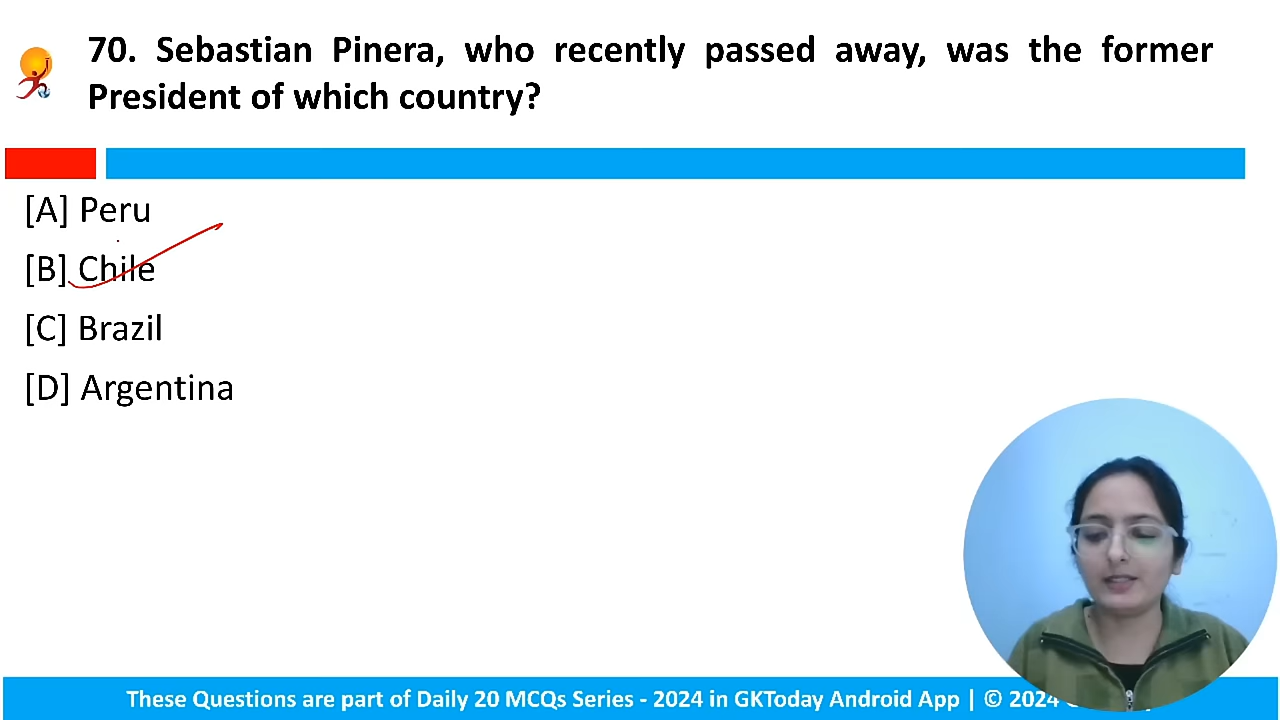 70. Sebastian Pinera, who recently passed away, was the former
President of which country?
[A] Peru
[B] Chile
[C] Brazil
[D] Argentina
These Questions are part of Daily 20 MCQs Series - 2024 in GKToday Android App | © 2024